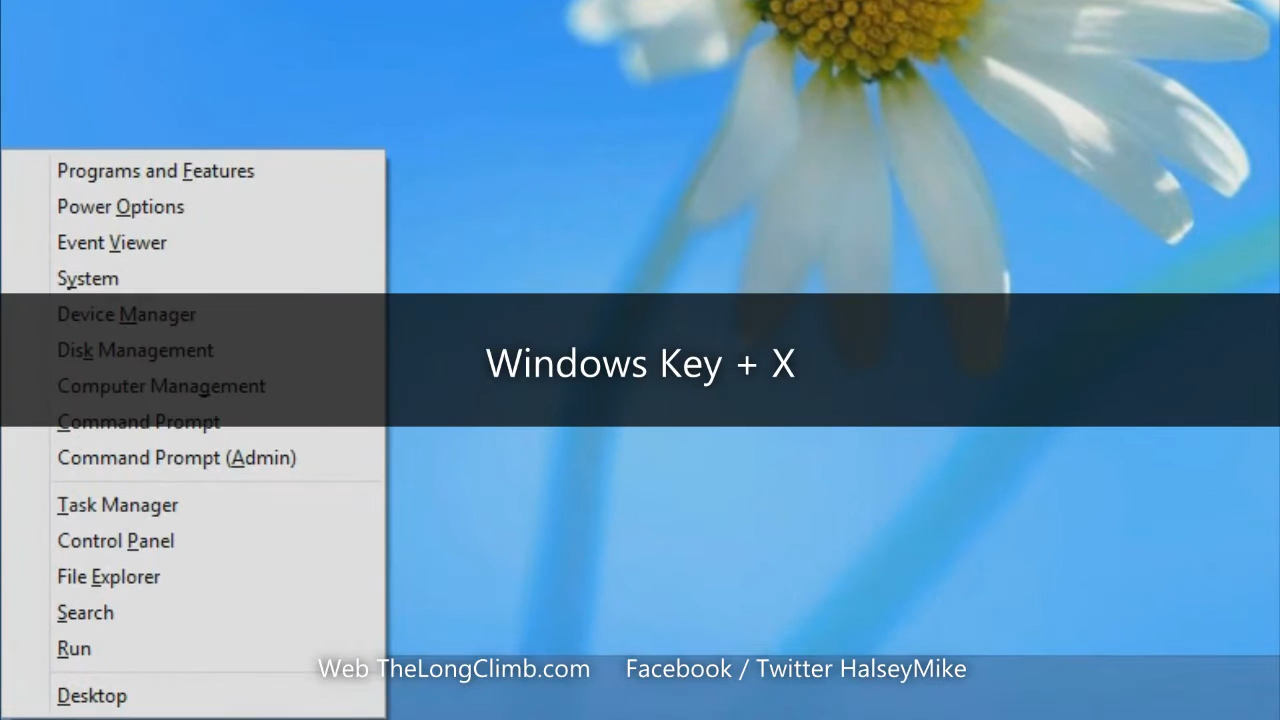 Programs and Features
Power Options
Event Viewer
System
Device Manager
Disk Management
Computer Management
Command Prompt
Command Prompt (Admin)
Task Manager
Control Panel
File Explorer
Search
Run
Desktop
Windows Key + X
Web TheLongClimb.com Facebook / Twitter HalseyMike